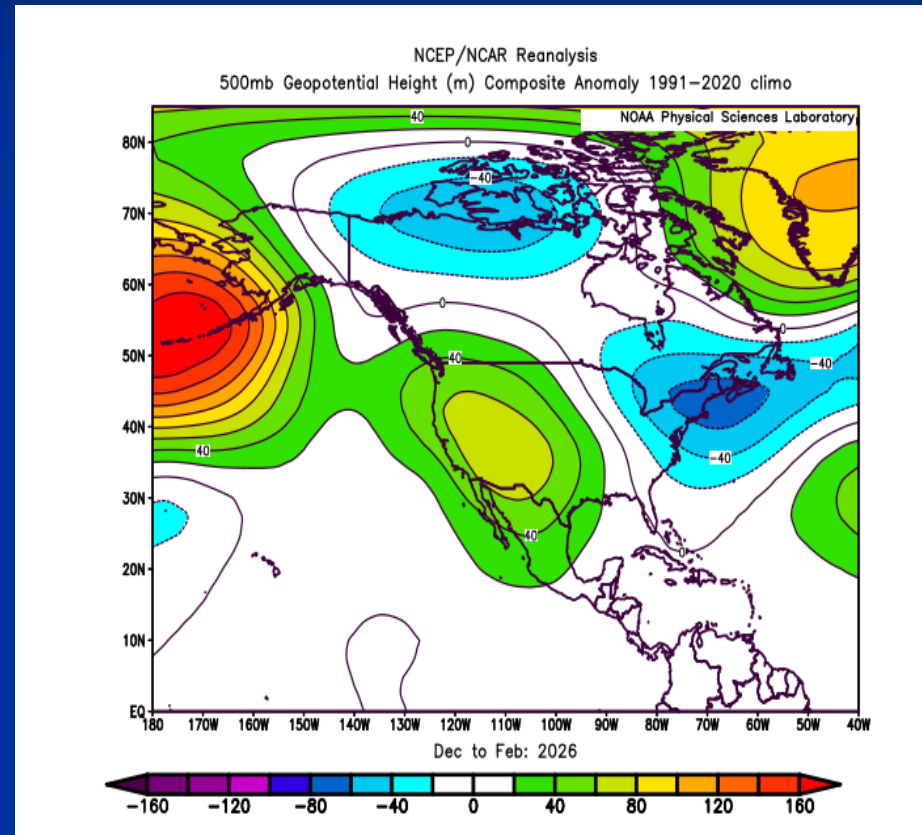 NCEP/NCAR Reanalysis
500mb Geopotential Height (m) Composite Anomaly 1991–2020 climo
NOAA Physical Sciences Laboratory
40
0
-40
80N
70N
60N
50N
40N
30N
20N
10N
EQ
0
40
0
-40
40
-40
40
0
180 170W 160W 150W 140W 130W 120W 110W 100W 90W 80W 70W 60W 50W 40W
Dec to Feb: 2026
-160 -120 -80 -40 0 40 80 120 160